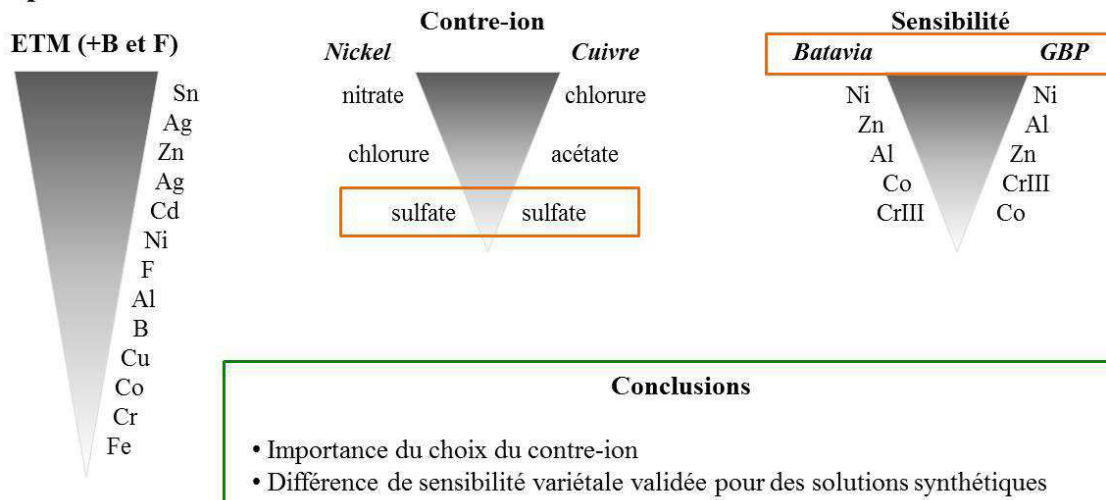 ETM (+B et F)
Sn
Ag
Zn
Ag
Cd
Ni
F
Al
B
Cu
Co
Cr
Fe
Contre-ion
Nickel Cuivre
nitrate chlorure
chlorure acétate
sulfate sulfate
Sensibilité
Batavia GBP
Ni Ni
Zn Al
Al Zn
Co CrIII
CrIII Co
Conclusions
• Importance du choix du contre-ion
• Différence de sensibilité variétale validée pour des solutions synthétiques